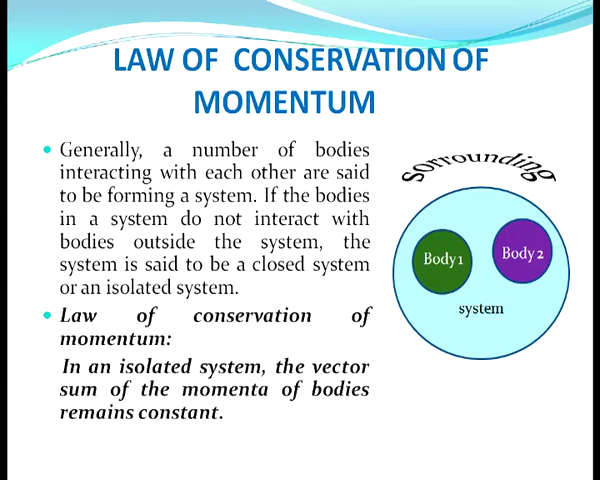 LAW OF CONSERVATION OF
MOMENTUM
Generally, a number of bodies
interacting with each other are said
to be forming a system. If the bodies
in a system do not interact with
bodies outside the system, the
system is said to be a closed system
or an isolated system.
Law of conservation of
momentum:
In an isolated system, the vector
sum of the momenta of bodies
remains constant.
Sorrounding
Body 1
Body 2
system